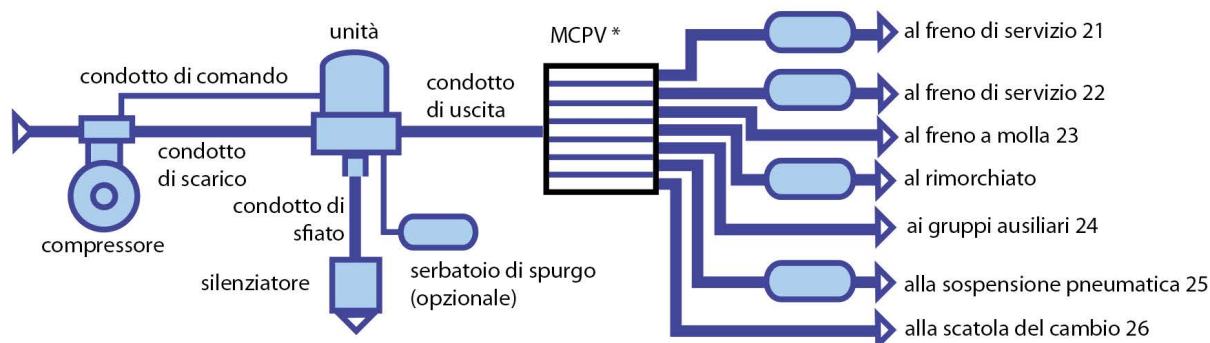 unità
MCPV *
al freno di servizio 21
condotto di comando
condotto
di uscita
al freno di servizio 22
al freno a molla 23
condotto
di scarico
al rimorchiato
condotto di
sfiato
ai gruppi ausiliari 24
compressore
silenziatore
serbatoio di spurgo
(opzionale)
alla sospensione pneumatica 25
alla scatola del cambio 26